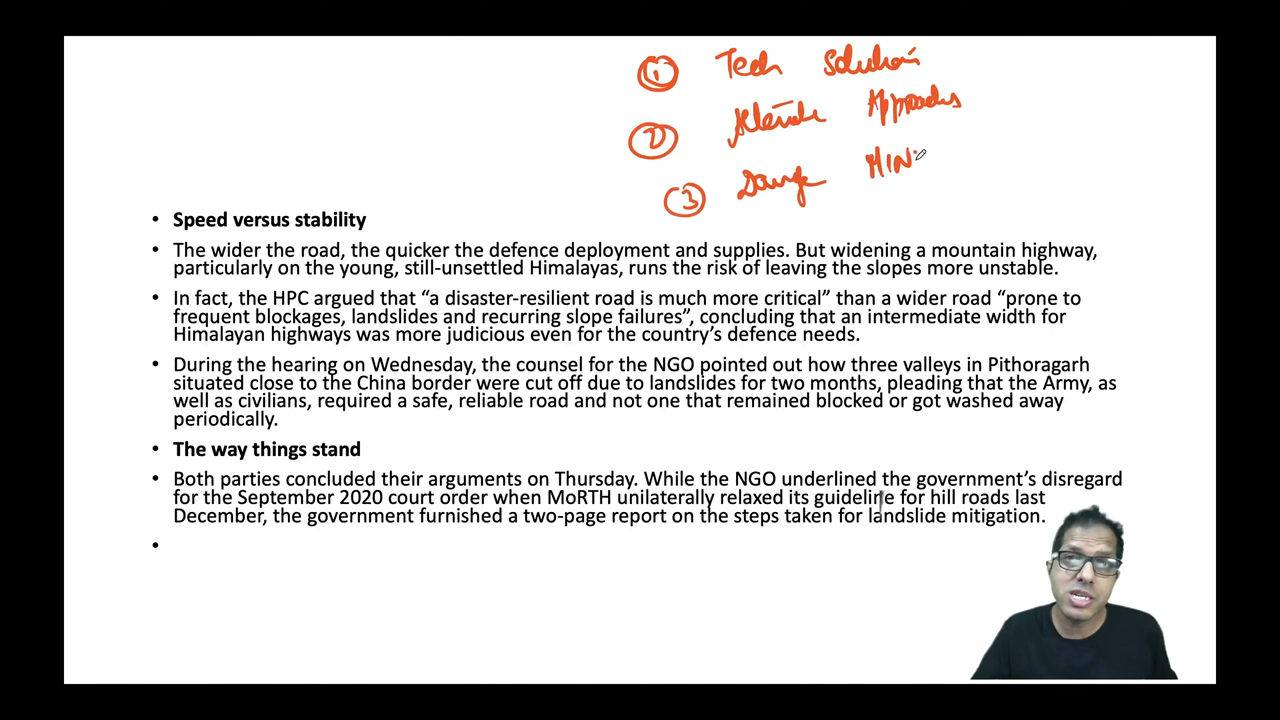 ① Tech Solution
② Alternate Approaches
③ Damage MIN
• Speed versus stability
• The wider the road, the quicker the defence deployment and supplies. But widening a mountain highway,
particularly on the young, still-unsettled Himalayas, runs the risk of leaving the slopes more unstable.
• In fact, the HPC argued that “a disaster-resilient road is much more critical” than a wider road “prone to
frequent blockages, landslides and recurring slope failures”, concluding that an intermediate width for
Himalayan highways was more judicious even for the country’s defence needs.
• During the hearing on Wednesday, the counsel for the NGO pointed out how three valleys in Pithoragarh
situated close to the China border were cut off due to landslides for two months, pleading that the Army, as
well as civilians, required a safe, reliable road and not one that remained blocked or got washed away
periodically.
• The way things stand
• Both parties concluded their arguments on Thursday. While the NGO underlined the government’s disregard
for the September 2020 court order when MoRTH unilaterally relaxed its guideline for hill roads last
December, the government furnished a two-page report on the steps taken for landslide mitigation.
•